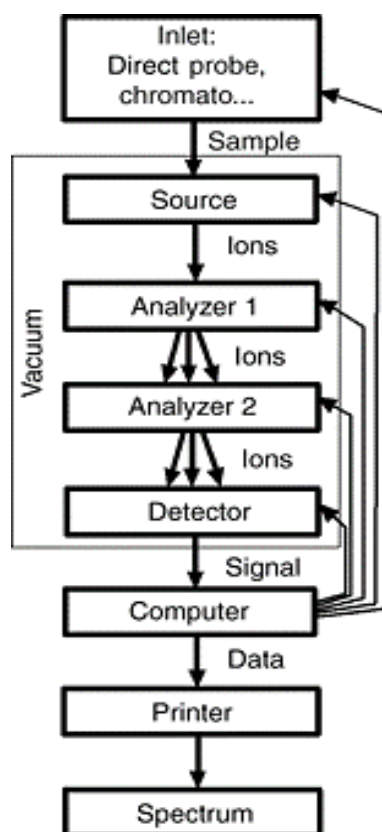 Inlet:
Direct probe,
chromato...
Sample
Source
Ions
Analyzer 1
Ions
Vacuum
Analyzer 2
Ions
Detector
Signal
Computer
Data
Printer
Spectrum